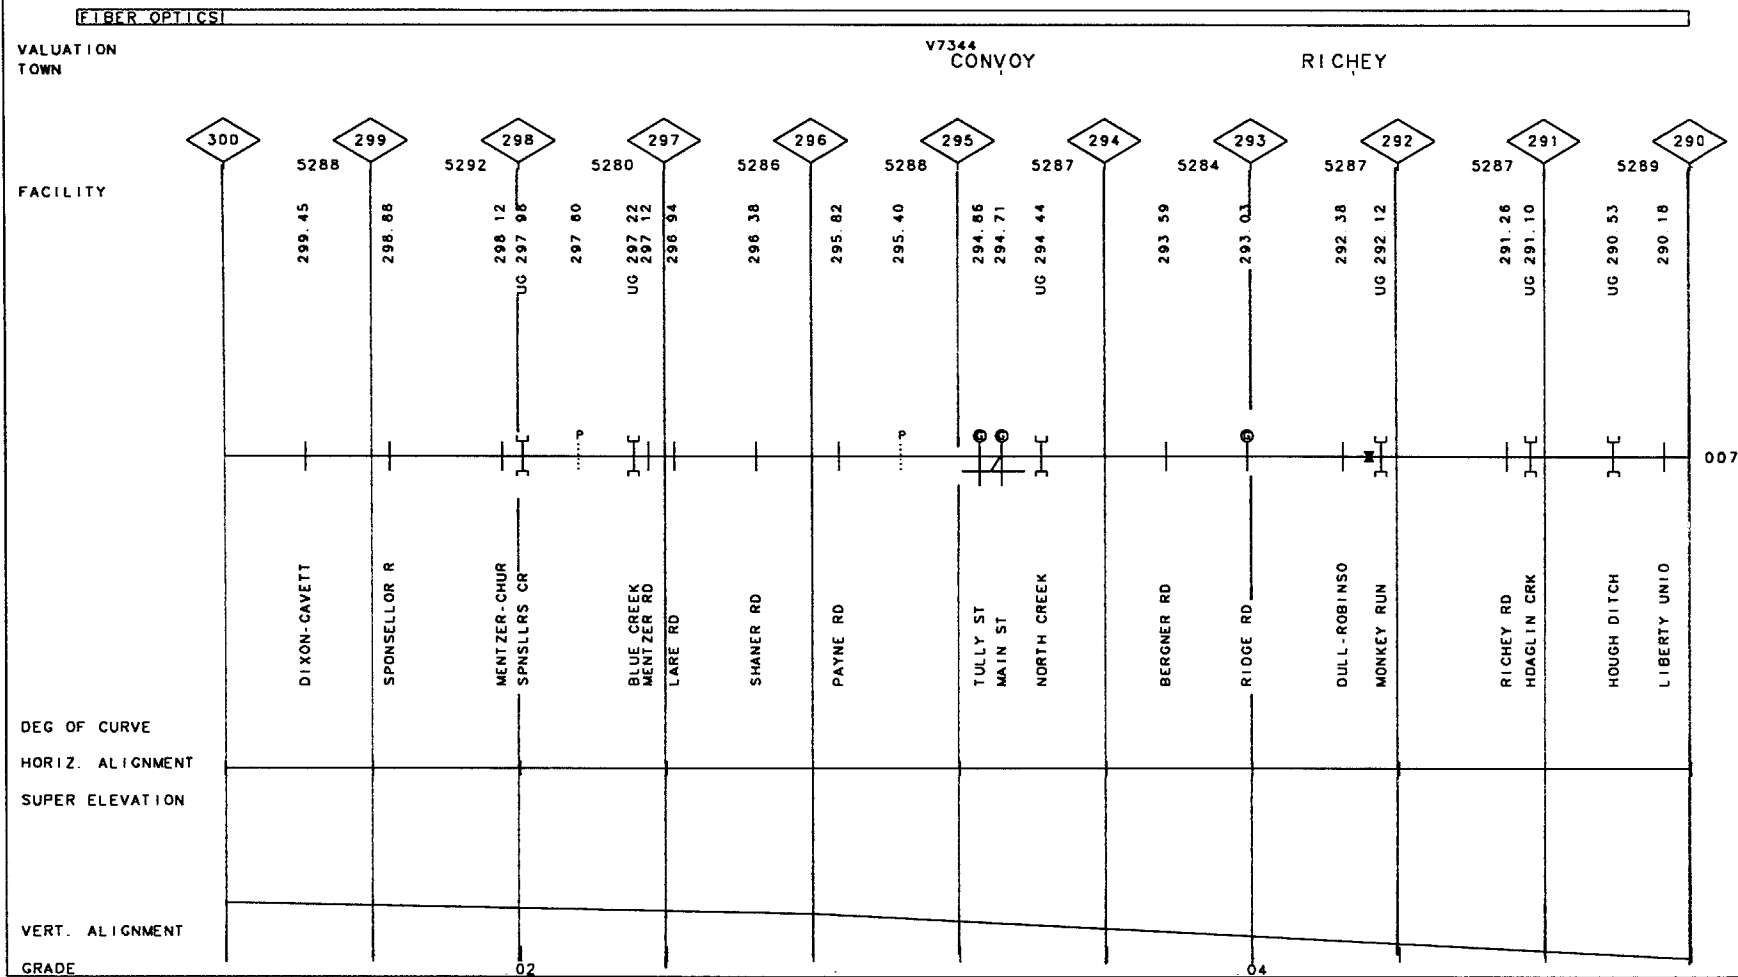 FIBER OPTICS
VALUATION
V7344
TOWN
CONVOY
RICHEY
300
299
298
297
296
295
294
293
292
291
290
5288
5292
5280
5286
5288
5287
5284
5287
5287
5289
FACILITY
299.45
298.88
298 12
UG 297 98
297 80
UG 297 22
297 12
296 94
296 38
295.82
295.40
294.86
294.71
UG 294.44
293 59
293.03
292.38
UG 292.12
291.26
UG 291.10
UG 290.53
290.18
P
P
G
G
G
007
DIXON-CAVETT
SPONSELLOR R
MENTZER-CHUR
SPNSLLRS CR
BLUE CREEK
MENTZER RD
LARE RD
SHANER RD
PAYNE RD
TULLY ST
MAIN ST
NORTH CREEK
BERGNER RD
RIDGE RD
DULL-ROBINSO
MONKEY RUN
RICHEY RD
HOAGLIN CRK
HOUGH DITCH
LIBERTY UNIO
DEG OF CURVE
HORIZ. ALIGNMENT
SUPER ELEVATION
VERT. ALIGNMENT
GRADE
02
04